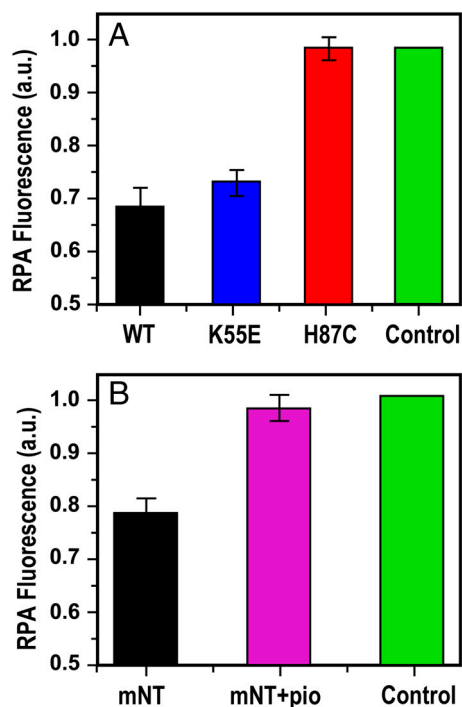 A
RPA Fluorescence (a.u.)
1.0
0.9
0.8
0.7
0.6
0.5
WT K55E H87C Control
B
RPA Fluorescence (a.u.)
1.0
0.9
0.8
0.7
0.6
0.5
mNT mNT+pio Control